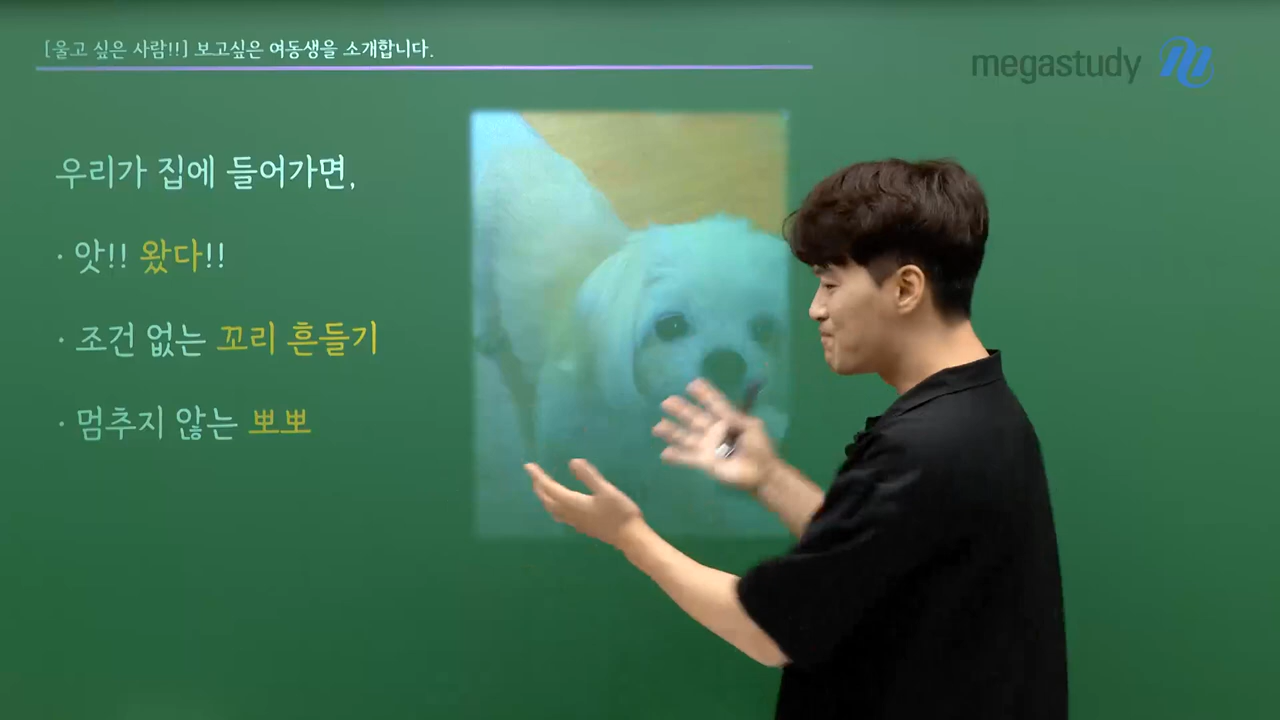 [울고 싶은 사람!!] 보고싶은 여동생을 소개합니다.
megastudy
우리가 집에 들어가면,
· 앗!! 왔다!!
· 조건 없는 꼬리 흔들기
· 멈추지 않는 뽀뽀